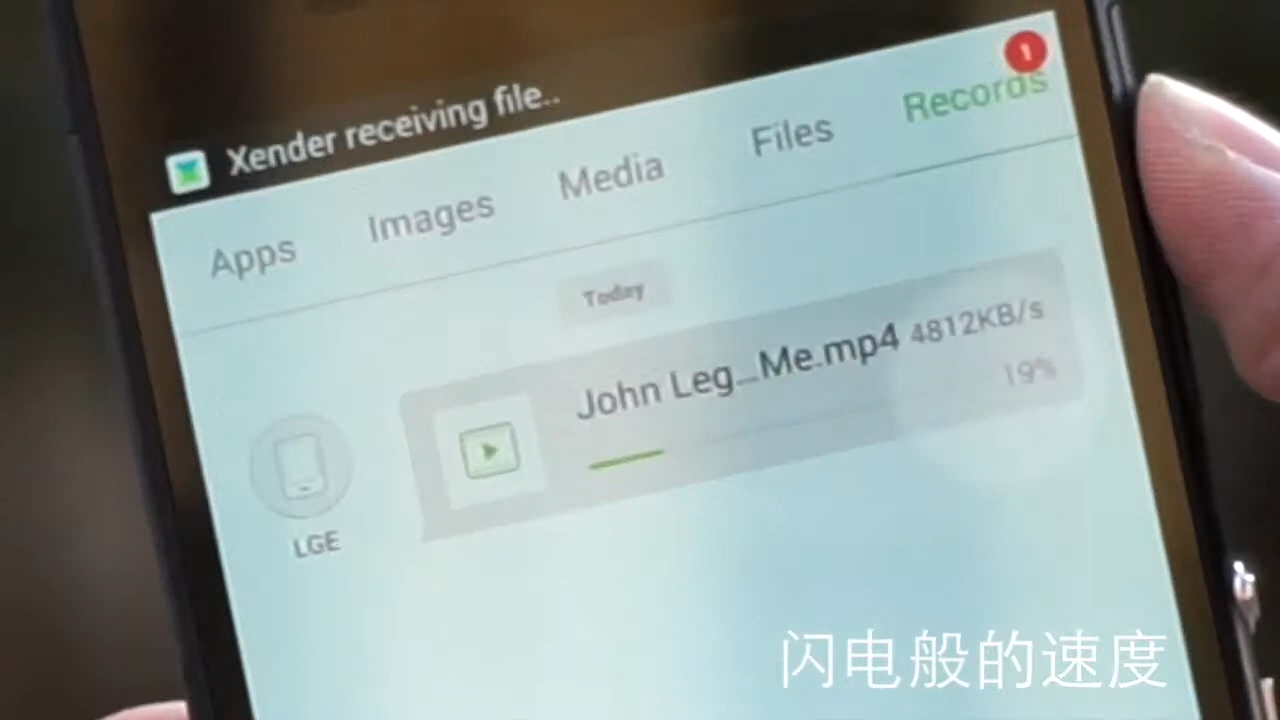 Xender receiving file..
1
Apps Images Media Files Records
Today
John Leg...Me.mp4 4812KB/s
19%
LGE
闪电般的速度